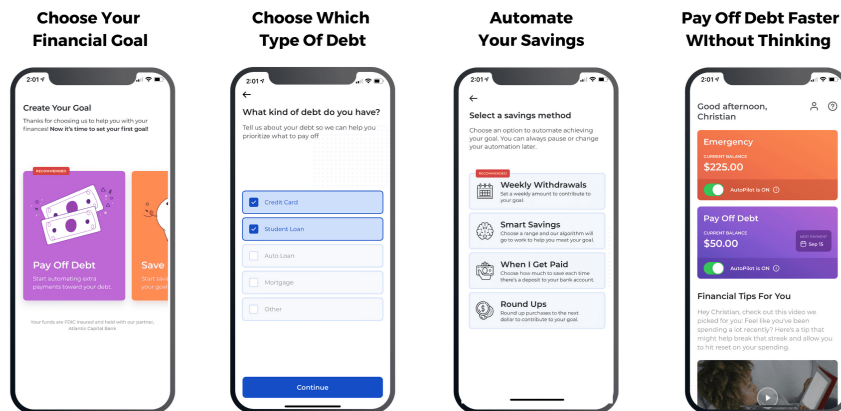 Choose Your
Financial Goal
2:01
Create Your Goal
Thanks for choosing us to help you with your
finances! Now it's time to set your first goal!
RECOMMENDED
Pay Off Debt
Start automating extra
payments toward your debt.
Save
Start savi
your goal
Your funds are FDIC insured and held with our partner,
Atlantic Capital Bank
Choose Which
Type Of Debt
2:01
What kind of debt do you have?
Tell us about your debt so we can help you
prioritize what to pay off
Credit Card
Student Loan
Auto Loan
Mortgage
Other
Continue
Automate
Your Savings
2:01
Select a savings method
Choose an option to automate achieving
your goal. You can always pause or change
your automation later.
RECOMMENDED
Weekly Withdrawals
Set a weekly amount to contribute to
your goal.
Smart Savings
Choose a range and our algorithm will
go to work to help you meet your goal.
When I Get Paid
Choose how much to save each time
there's a deposit to your bank account.
Round Ups
Round up purchases to the next
dollar to contribute to your goal.
Pay Off Debt Faster
WIthout Thinking
2:01
Good afternoon,
Christian
Emergency
CURRENT BALANCE
$225.00
AutoPilot is ON
Pay Off Debt
CURRENT BALANCE
$50.00
NEXT PAYMENT
Sep 15
AutoPilot is ON
Financial Tips For You
Hey Christian, check out this video we
picked for you: Feel like you've been
spending a lot recently? Here's a tip that
might help break that streak and allow you
to hit reset on your spending.